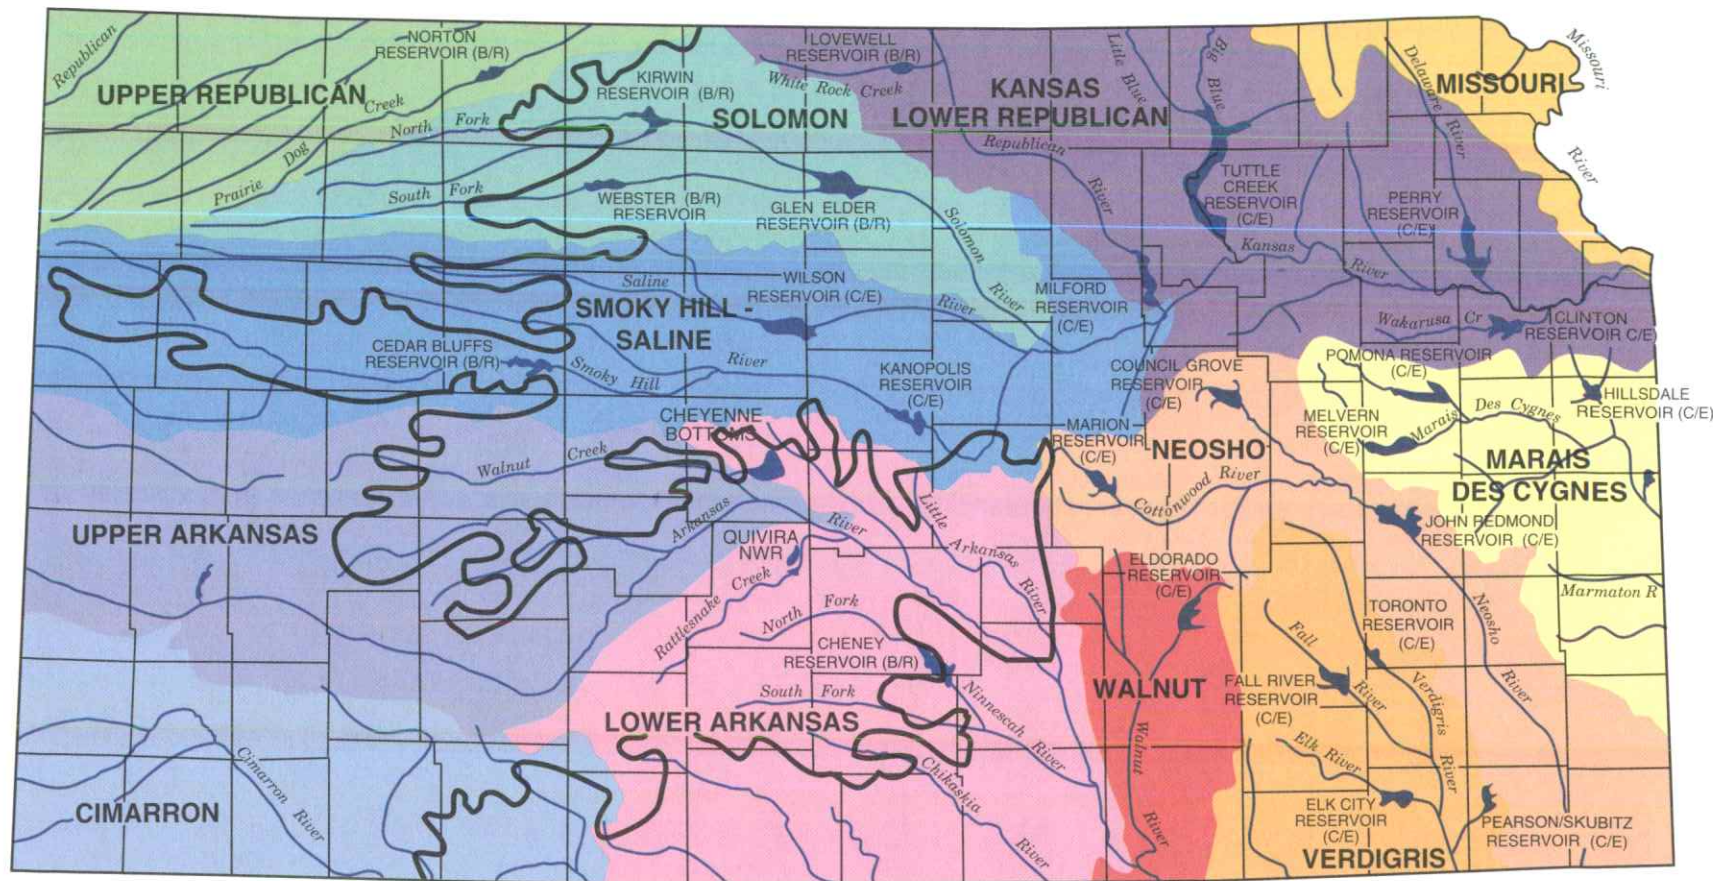 Republican
NORTON
RESERVOIR (B/R)
UPPER REPUBLICAN
Prairie Dog Creek
North Fork
South Fork
KIRWIN
RESERVOIR (B/R)
LOVEWELL
RESERVOIR (B/R)
White Rock Creek
SOLOMON
KANSAS
LOWER REPUBLICAN
Little Blue
Big Blue
Delaware River
MISSOURI
Missouri River
Republican River
WEBSTER (B/R)
RESERVOIR
GLEN ELDER
RESERVOIR (B/R)
Solomon River
TUTTLE
CREEK
RESERVOIR
(C/E)
PERRY
RESERVOIR
(C/E)
Kansas River
Saline River
WILSON
RESERVOIR (C/E)
MILFORD
RESERVOIR
(C/E)
SMOKY HILL -
SALINE
CEDAR BLUFFS
RESERVOIR (B/R)
Smoky Hill River
KANOPOLIS
RESERVOIR
(C/E)
COUNCIL GROVE
RESERVOIR
(C/E)
Wakarusa Cr
CLINTON
RESERVOIR C/E)
POMONA RESERVOIR
(C/E)
HILLSDALE
RESERVOIR (C/E)
CHEYENNE
BOTTOMS
MARION
RESERVOIR
(C/E)
MELVERN
RESERVOIR
(C/E)
Marais Des Cygnes
NEOSHO
MARAIS
DES CYGNES
Walnut Creek
Cottonwood River
UPPER ARKANSAS
Arkansas River
Little Arkansas River
QUIVIRA
NWR
JOHN REDMOND
RESERVOIR (C/E)
ELDORADO
RESERVOIR
(C/E)
Rattlesnake Creek
North Fork
Marmaton R
TORONTO
RESERVOIR
(C/E)
Neosho River
Fall River
CHENEY
RESERVOIR (B/R)
South Fork
Ninnescah River
WALNUT
FALL RIVER
RESERVOIR
(C/E)
Verdigris River
LOWER ARKANSAS
Walnut River
Elk River
Chikaskia River
CIMARRON
Cimarron River
ELK CITY
RESERVOIR
(C/E)
PEARSON/SKUBITZ
RESERVOIR (C/E)
VERDIGRIS